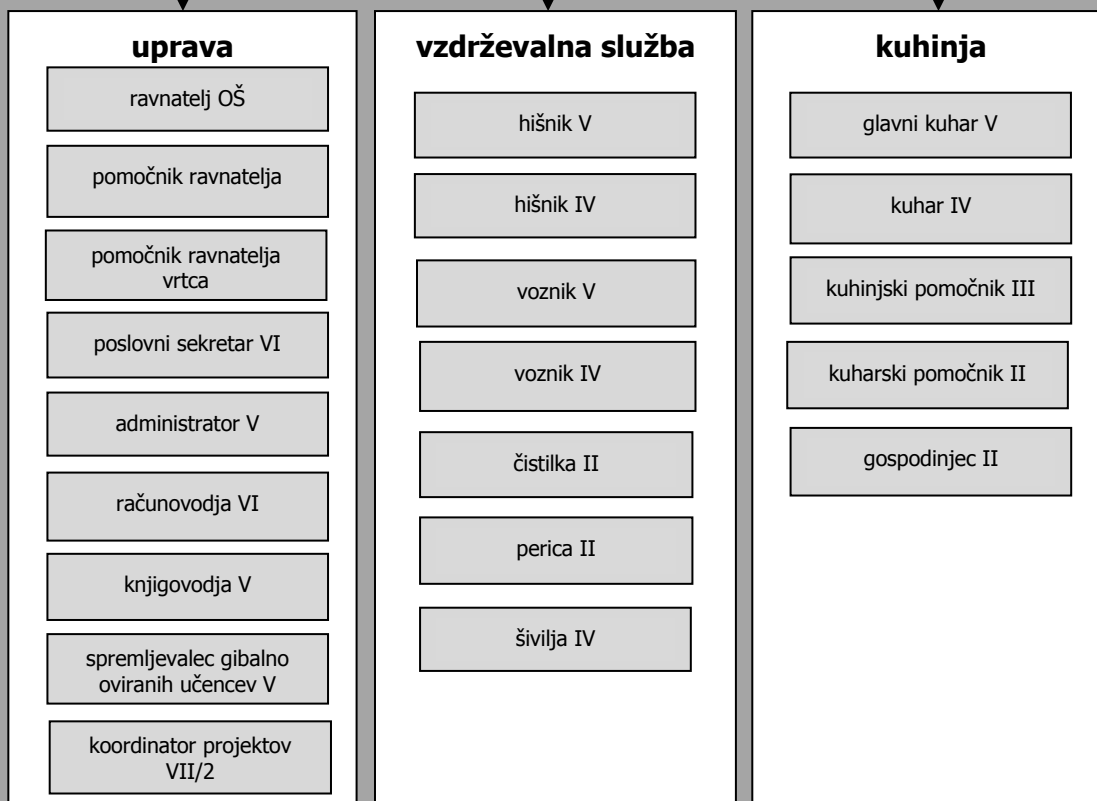 uprava
ravnatelj OŠ
pomočnik ravnatelja
pomočnik ravnatelja
vrtca
poslovni sekretar VI
administrator V
računovodja VI
knjigovodja V
spremljevalec gibalno
oviranih učencev V
koordinator projektov
VII/2
vzdrževalna služba
hišnik V
hišnik IV
voznik V
voznik IV
čistilka II
perica II
šivilja IV
kuhinja
glavni kuhar V
kuhar IV
kuhinjski pomočnik III
kuharski pomočnik II
gospodinjec II